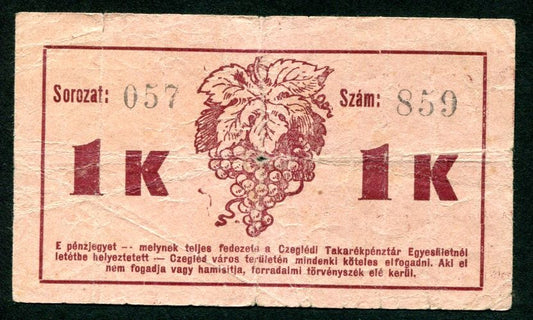 Sorozat: 057 Szám: 859
1 K 1 K
E pénzjegyet -- melynek teljes fedezete a Czeglédi Takarékpénztár Egyesületnél
letétbe helyeztetett — Czegléd város területén mindenki köteles elfogadni. Aki el
nem fogadja vagy hamisítja, forradalmi törvényszék elé kerül.